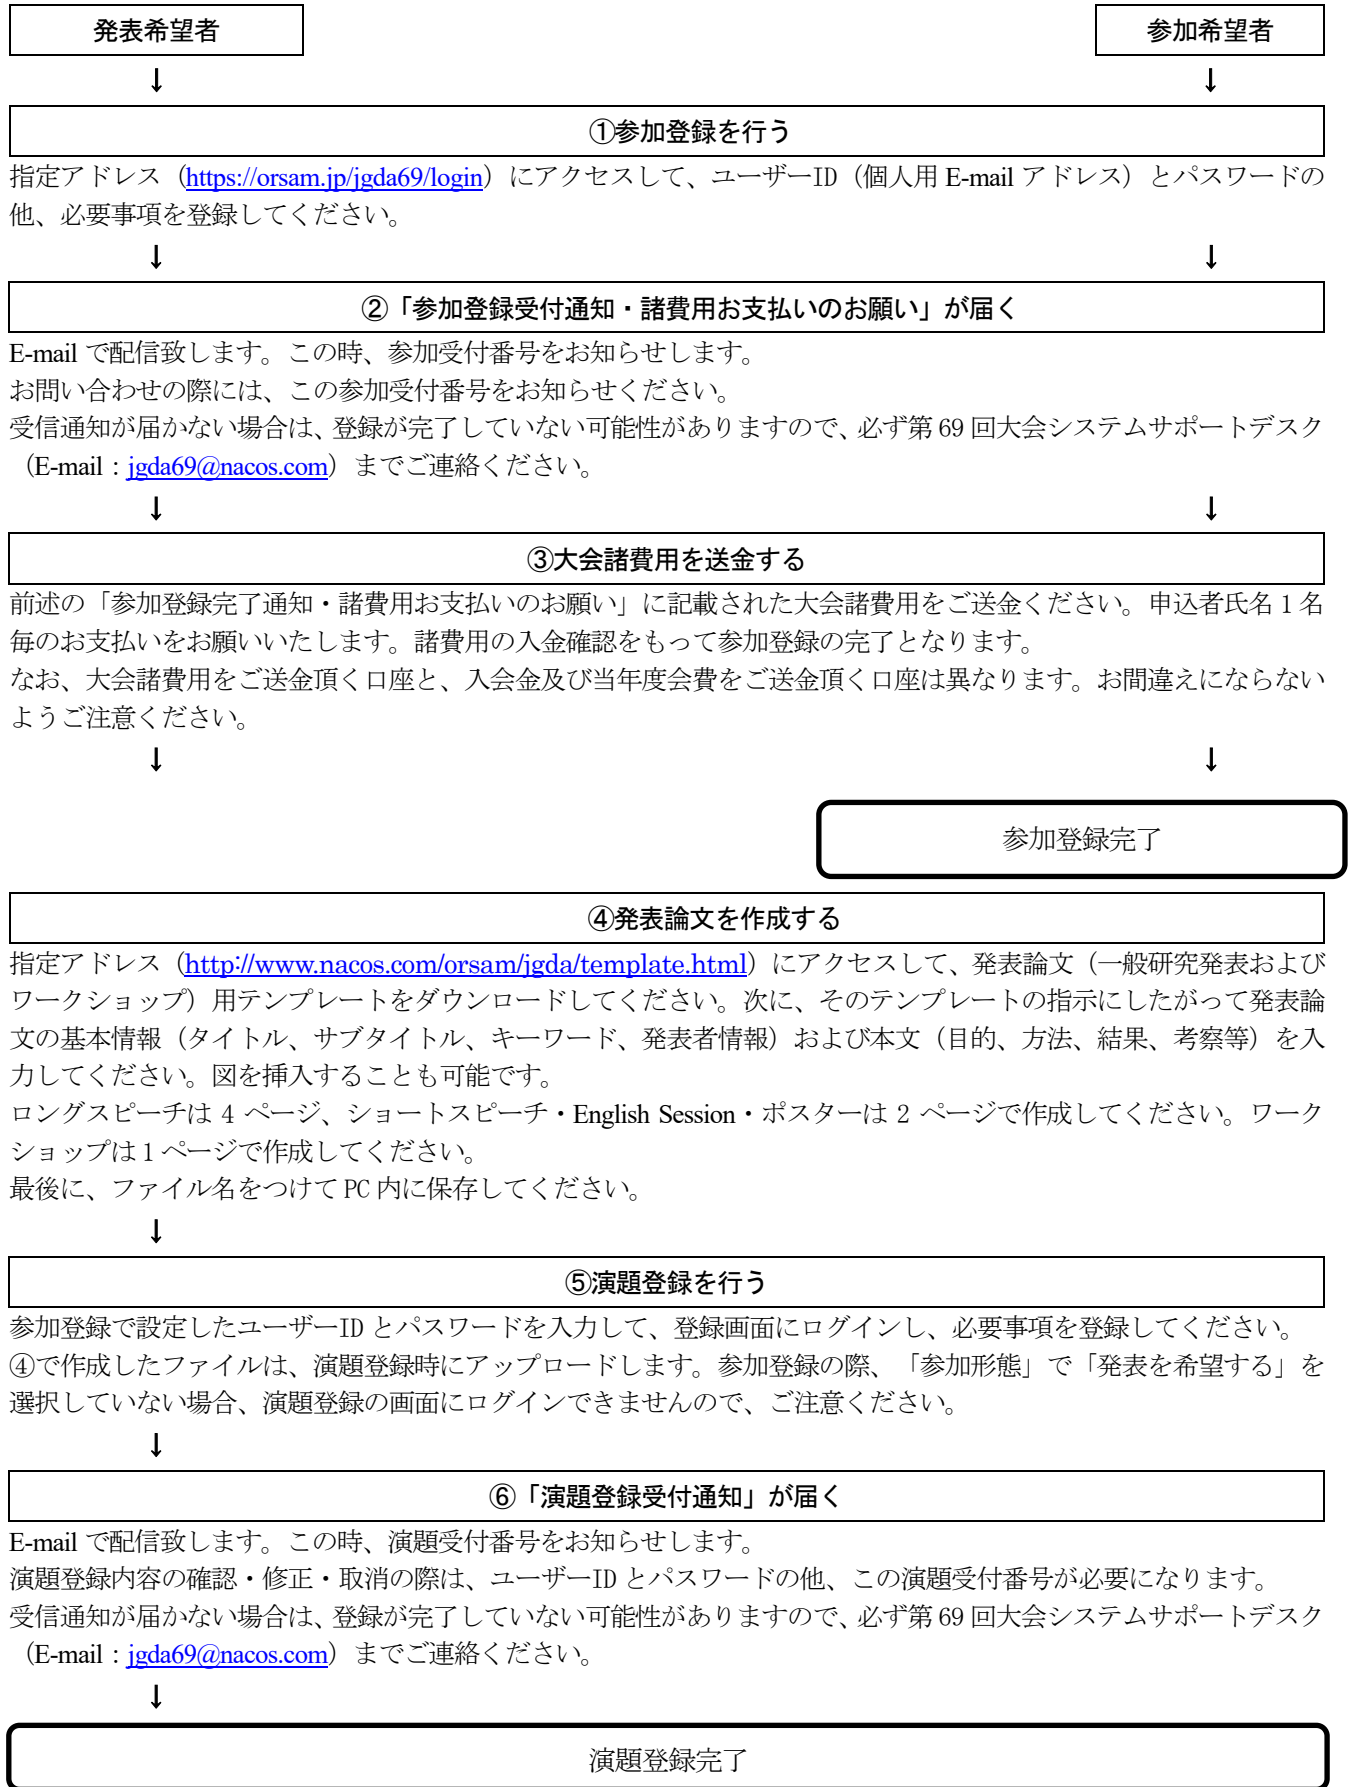 発表希望者
参加希望者
↓ ↓
①参加登録を行う
指定アドレス（https://orsam.jp/jgda69/login）にアクセスして、ユーザーID（個人用 E-mail アドレス）とパスワードの
他、必要事項を登録してください。
↓ ↓
②「参加登録受付通知・諸費用お支払いのお願い」が届く
E-mail で配信致します。この時、参加受付番号をお知らせします。
お問い合わせの際には、この参加受付番号をお知らせください。
受信通知が届かない場合は、登録が完了していない可能性がありますので、必ず第 69 回大会システムサポートデスク
（E-mail：jgda69@nacos.com）までご連絡ください。
↓ ↓
③大会諸費用を送金する
前述の「参加登録完了通知・諸費用お支払いのお願い」に記載された大会諸費用をご送金ください。申込者氏名 1 名
毎のお支払いをお願いいたします。諸費用の入金確認をもって参加登録の完了となります。
なお、大会諸費用をご送金頂く口座と、入会金及び当年度会費をご送金頂く口座は異なります。お間違えにならない
ようご注意ください。
↓ ↓
参加登録完了
④発表論文を作成する
指定アドレス（http://www.nacos.com/orsam/jgda/template.html）にアクセスして、発表論文（一般研究発表および
ワークショップ）用テンプレートをダウンロードしてください。次に、そのテンプレートの指示にしたがって発表論
文の基本情報（タイトル、サブタイトル、キーワード、発表者情報）および本文（目的、方法、結果、考察等）を入
力してください。図を挿入することも可能です。
ロングスピーチは 4 ページ、ショートスピーチ・English Session・ポスターは 2 ページで作成してください。ワーク
ショップは 1 ページで作成してください。
最後に、ファイル名をつけて PC 内に保存してください。
↓
⑤演題登録を行う
参加登録で設定したユーザーID とパスワードを入力して、登録画面にログインし、必要事項を登録してください。
④で作成したファイルは、演題登録時にアップロードします。参加登録の際、「参加形態」で「発表を希望する」を
選択していない場合、演題登録の画面にログインできませんので、ご注意ください。
↓
⑥「演題登録受付通知」が届く
E-mail で配信致します。この時、演題受付番号をお知らせします。
演題登録内容の確認・修正・取消の際は、ユーザーID とパスワードの他、この演題受付番号が必要になります。
受信通知が届かない場合は、登録が完了していない可能性がありますので、必ず第 69 回大会システムサポートデスク
（E-mail：jgda69@nacos.com）までご連絡ください。
↓
演題登録完了